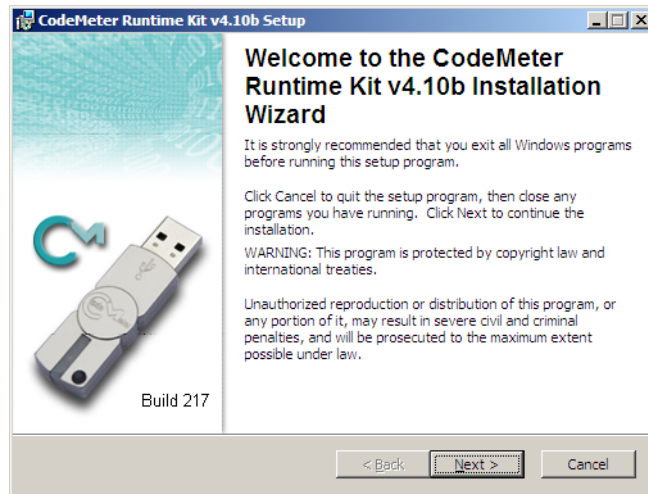 CodeMeter Runtime Kit v4.10b Setup
Welcome to the CodeMeter
Runtime Kit v4.10b Installation
Wizard
It is strongly recommended that you exit all Windows programs
before running this setup program.
Click Cancel to quit the setup program, then close any
programs you have running. Click Next to continue the
installation.
WARNING: This program is protected by copyright law and
international treaties.
Unauthorized reproduction or distribution of this program, or
any portion of it, may result in severe civil and criminal
penalties, and will be prosecuted to the maximum extent
possible under law.
CM
Build 217
< Back
Next >
Cancel